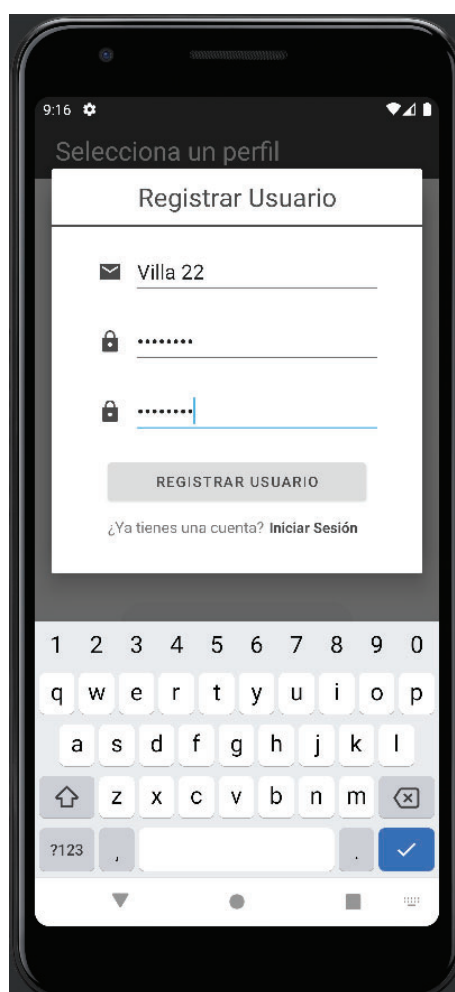 9:16
Selecciona un perfil
Registrar Usuario
Villa 22
••••••••
••••••••
REGISTRAR USUARIO
¿Ya tienes una cuenta? Iniciar Sesión
1 2 3 4 5 6 7 8 9 0
q w e r t y u i o p
a s d f g h j k l
z x c v b n m
?123 , .